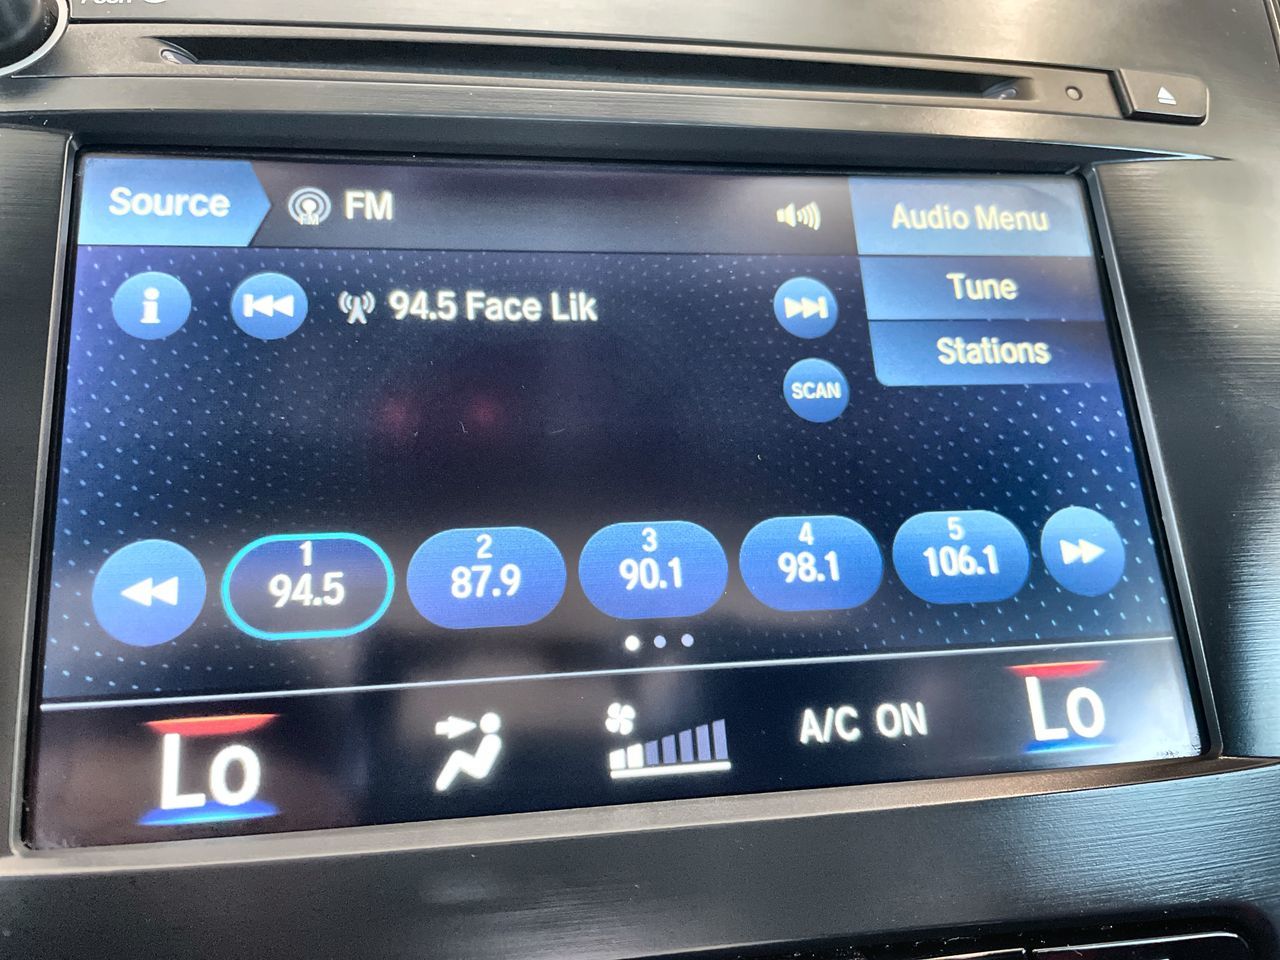 Source
FM
FM
Audio Menu
Tune
Stations
94.5 Face Lik
SCAN
1
94.5
2
87.9
3
90.1
4
98.1
5
106.1
Lo
A/C ON
Lo